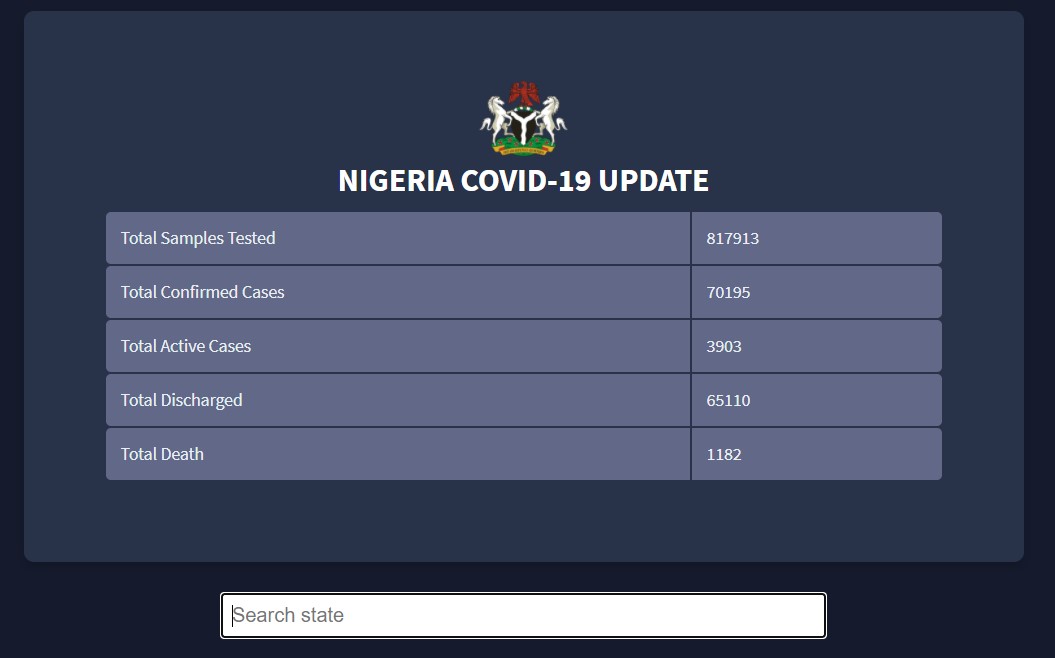 NIGERIA COVID-19 UPDATE
Total Samples Tested 817913
Total Confirmed Cases 70195
Total Active Cases 3903
Total Discharged 65110
Total Death 1182
Search state